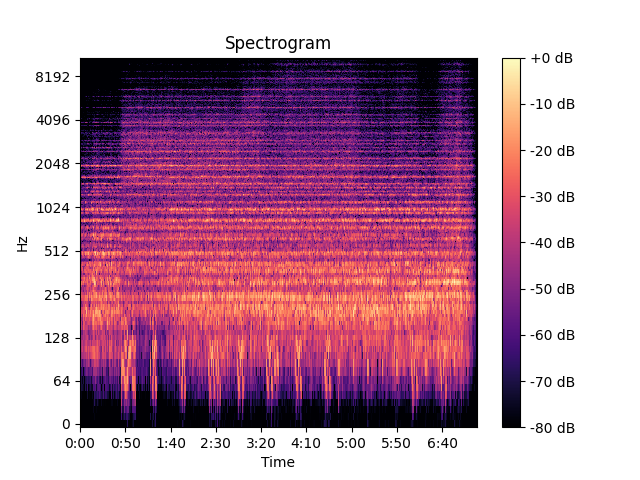 Spectrogram
8192
4096
2048
1024
512
256
128
64
0
Hz
0:00 0:50 1:40 2:30 3:20 4:10 5:00 5:50 6:40
Time
+0 dB
-10 dB
-20 dB
-30 dB
-40 dB
-50 dB
-60 dB
-70 dB
-80 dB